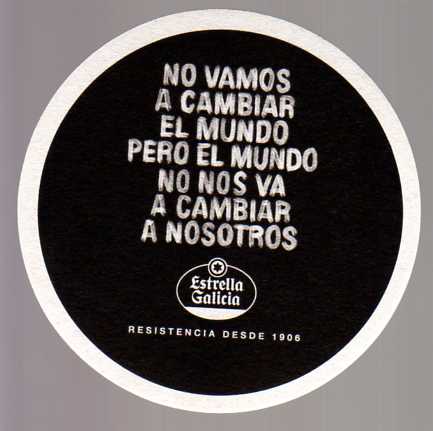 NO VAMOS
A CAMBIAR
EL MUNDO
PERO EL MUNDO
NO NOS VA
A CAMBIAR
A NOSOTROS
Estrella
Galicia
RESISTENCIA DESDE 1906